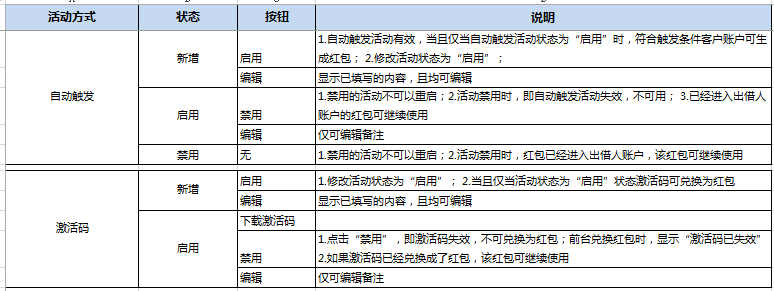 活动方式 状态 按钮 说明
自动触发 新增 启用 1.自动触发活动有效，当且仅当自动触发活动状态为“启用”时，符合触发条件客户账户可生
成红包； 2.修改活动状态为“启用”；
编辑 显示已填写的内容，且均可编辑
启用 禁用 1.禁用的活动不可以重启；2.活动禁用时，即自动触发活动失效，不可用； 3.已经进入出借人
账户的红包可继续使用
编辑 仅可编辑备注
禁用 无 1.禁用的活动不可以重启；2.活动禁用时，红包已经进入出借人账户，该红包可继续使用
激活码 新增 启用 1.修改活动状态为“启用”； 2.当且仅当活动状态为“启用”状态激活码可兑换为红包
编辑 显示已填写的内容，且均可编辑
启用 下载激活码
禁用 1.点击“禁用”，即激活码失效，不可兑换为红包；前台兑换红包时，显示“激活码已失效”
2.如果激活码已经兑换成了红包，该红包可继续使用
编辑 仅可编辑备注